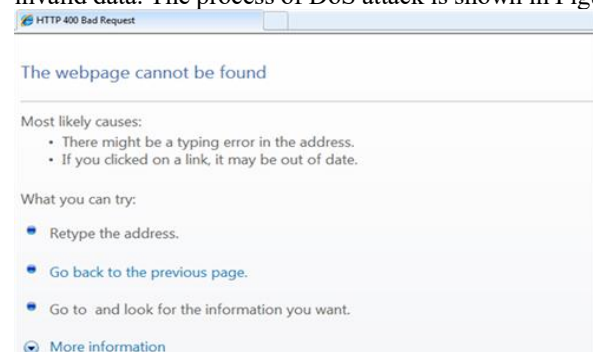 invalid data. The process of DoS attack is shown in Figu
HTTP 400 Bad Request
The webpage cannot be found
Most likely causes:
• There might be a typing error in the address.
• If you clicked on a link, it may be out of date.
What you can try:
Retype the address.
Go back to the previous page.
Go to and look for the information you want.
More information